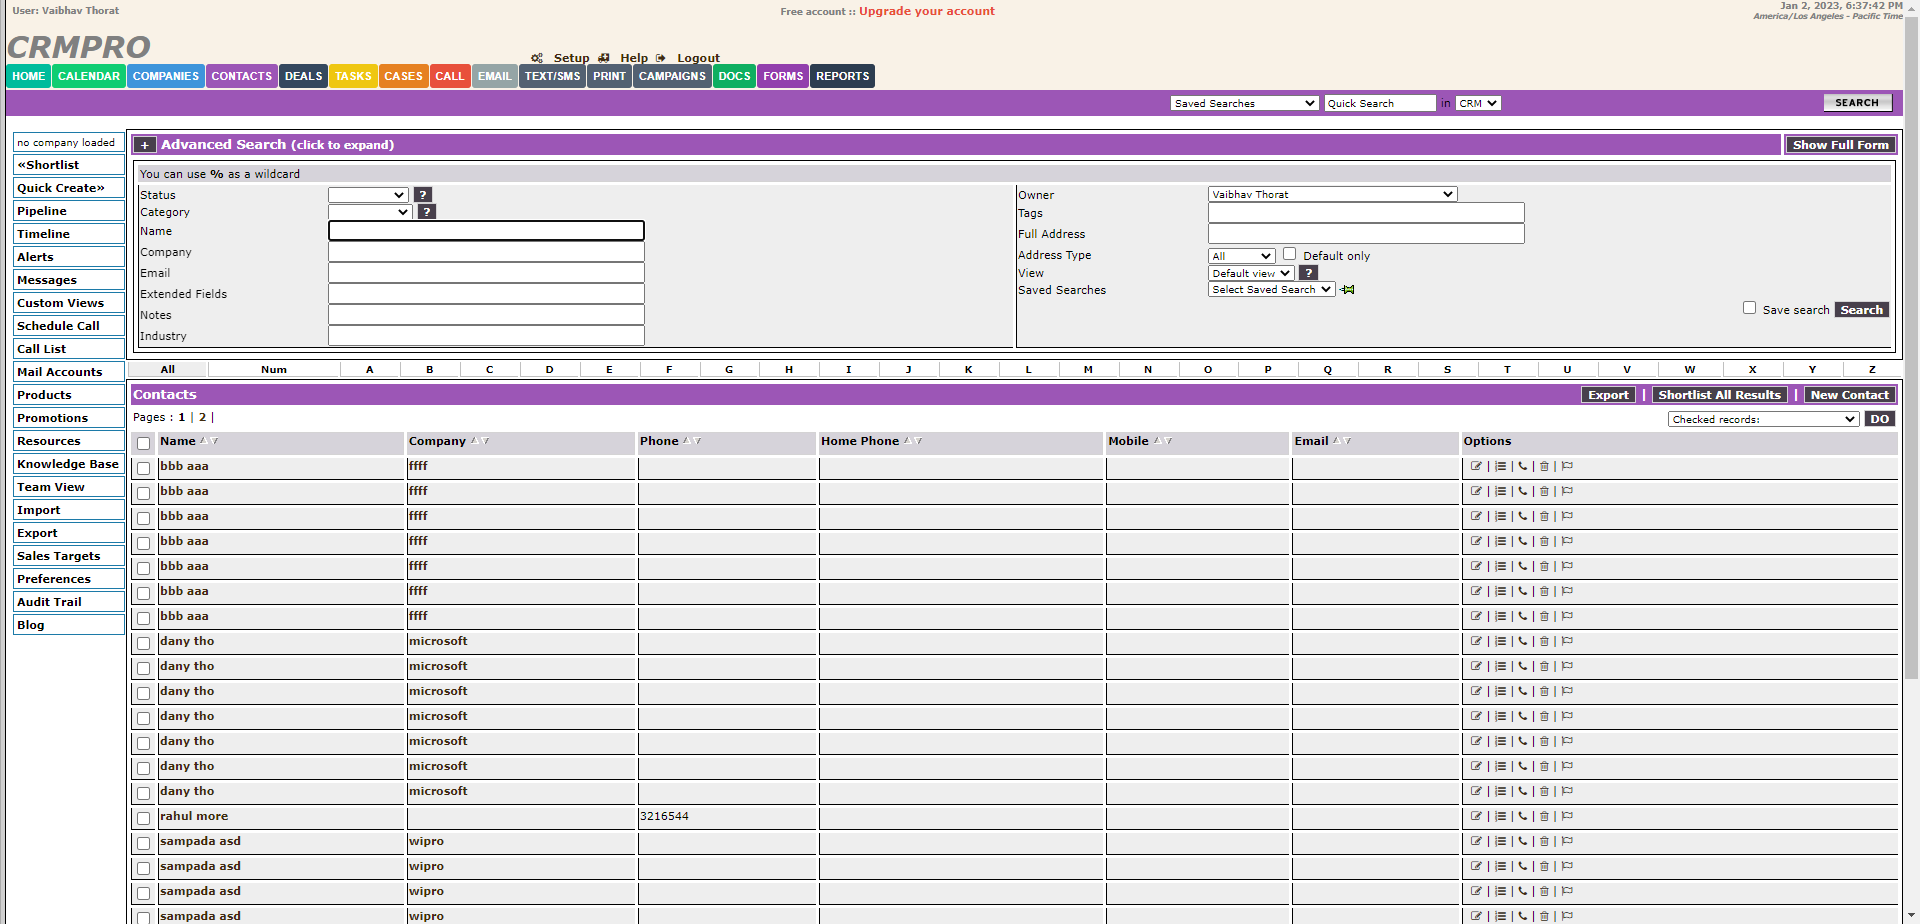 User: Vaibhav Thorat
Free account :: Upgrade your account
Jan 2, 2023, 6:37:42 PM
America/Los Angeles - Pacific Time
CRMPRO
Setup Help Logout
HOME CALENDAR COMPANIES CONTACTS DEALS TASKS CASES CALL EMAIL TEXT/SMS PRINT CAMPAIGNS DOCS FORMS REPORTS
Saved Searches Quick Search in CRM SEARCH
no company loaded
«Shortlist
Quick Create»
Pipeline
Timeline
Alerts
Messages
Custom Views
Schedule Call
Call List
Mail Accounts
Products
Promotions
Resources
Knowledge Base
Team View
Import
Export
Sales Targets
Preferences
Audit Trail
Blog
+ Advanced Search (click to expand) Show Full Form
You can use % as a wildcard
Status ?
Category ?
Name
Company
Email
Extended Fields
Notes
Industry
Owner Vaibhav Thorat
Tags
Full Address
Address Type All Default only
View Default view ?
Saved Searches Select Saved Search
Save search Search
All Num A B C D E F G H I J K L M N O P Q R S T U V W X Y Z
Contacts Export | Shortlist All Results | New Contact
Pages : 1 | 2 |
Checked records: DO
Name Company Phone Home Phone Mobile Email Options
bbb aaa ffff | | | |
bbb aaa ffff | | | |
bbb aaa ffff | | | |
bbb aaa ffff | | | |
bbb aaa ffff | | | |
bbb aaa ffff | | | |
bbb aaa ffff | | | |
dany tho microsoft | | | |
dany tho microsoft | | | |
dany tho microsoft | | | |
dany tho microsoft | | | |
dany tho microsoft | | | |
dany tho microsoft | | | |
dany tho microsoft | | | |
rahul more 3216544 | | | |
sampada asd wipro | | | |
sampada asd wipro | | | |
sampada asd wipro | | | |
sampada asd wipro | | | |